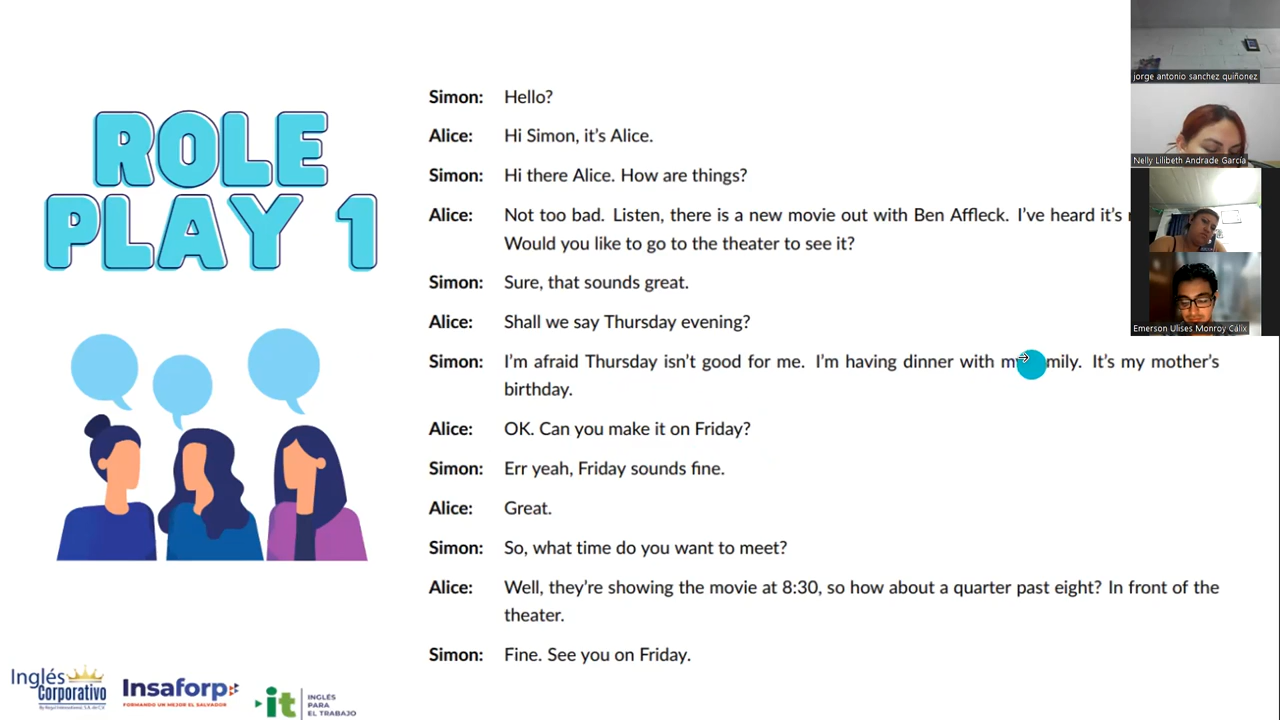 ROLE
PLAY 1
Simon: Hello?
Alice: Hi Simon, it's Alice.
Simon: Hi there Alice. How are things?
Alice: Not too bad. Listen, there is a new movie out with Ben Affleck. I've heard it's
Would you like to go to the theater to see it?
Simon: Sure, that sounds great.
Alice: Shall we say Thursday evening?
Simon: I'm afraid Thursday isn't good for me. I'm having dinner with It's my mother's
birthday.
Alice: OK. Can you make it on Friday?
Simon: Err yeah, Friday sounds fine.
Alice: Great.
Simon: So, what time do you want to meet?
Alice: Well, they're showing the movie at 8:30, so how about a quarter past eight? In front of the
theater.
Simon: Fine. See you on Friday.
jorge antonio sanchez quiñonez
Nelly Lilibeth Andrade García
Emerson Ulises Monroy Cálix
Inglés
Corporativo
Insaforp
FORMANDO UN MEJOR EL SALVADOR
it
INGLÉS
PARA
EL TRABAJO